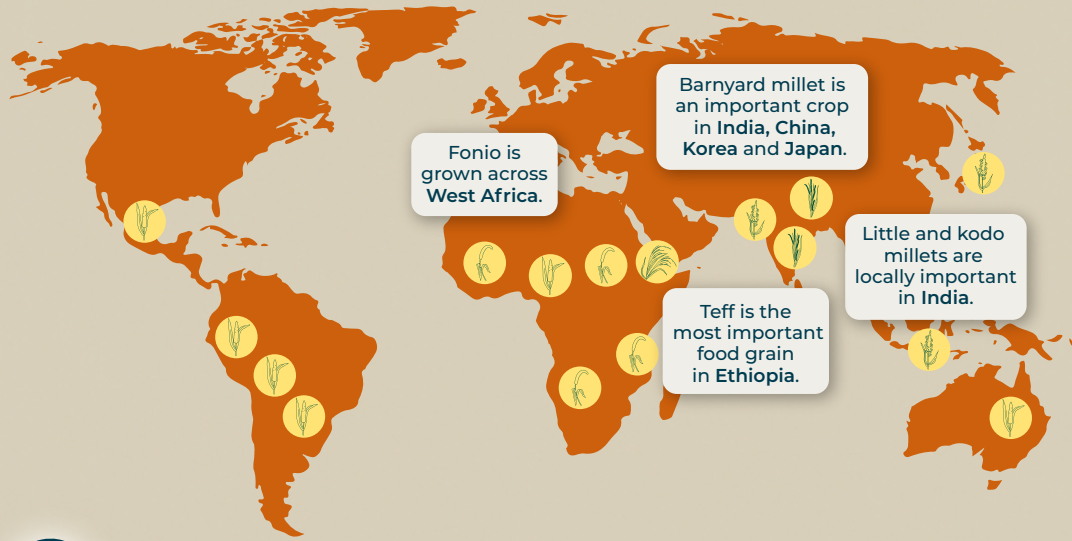 Barnyard millet is
an important crop
in India, China,
Korea and Japan.
Fonio is
grown across
West Africa.
Little and kodo
millets are
locally important
in India.
Teff is the
most important
food grain
in Ethiopia.